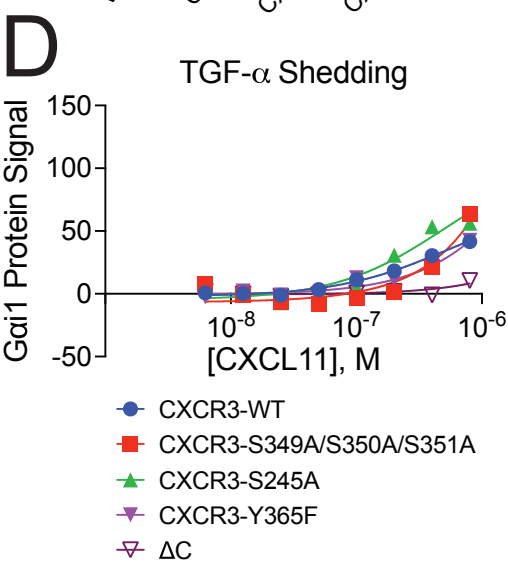 D
TGF-α Shedding
Gαi1 Protein Signal
150
100
50
0
-50
10-8
10-7
10-6
[CXCL11], M
CXCR3-WT
CXCR3-S349A/S350A/S351A
CXCR3-S245A
CXCR3-Y365F
ΔC